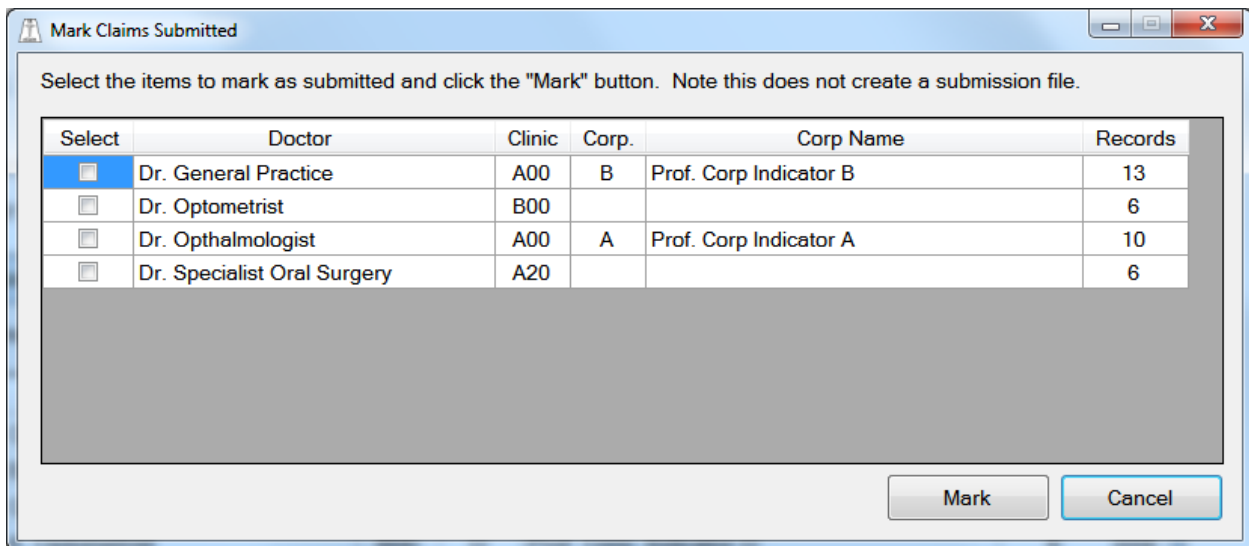 Mark Claims Submitted
Select the items to mark as submitted and click the "Mark" button. Note this does not create a submission file.
Select Doctor Clinic Corp. Corp Name Records
Dr. General Practice A00 B Prof. Corp Indicator B 13
Dr. Optometrist B00 6
Dr. Opthalmologist A00 A Prof. Corp Indicator A 10
Dr. Specialist Oral Surgery A20 6
Mark Cancel